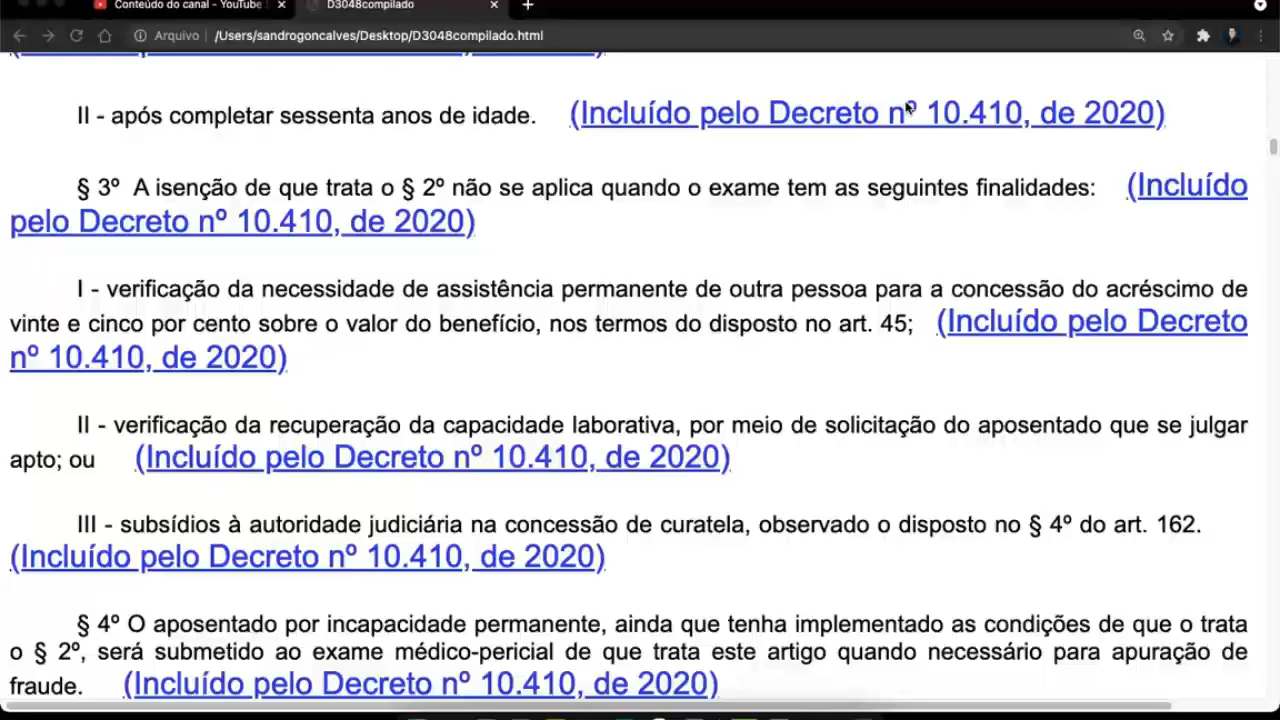 Conteúdo do canal - YouTube
D3048compilado
Arquivo
/Users/sandrogoncalves/Desktop/D3048compilado.html
II - após completar sessenta anos de idade. (Incluído pelo Decreto nº 10.410, de 2020)
§ 3º A isenção de que trata o § 2º não se aplica quando o exame tem as seguintes finalidades: (Incluído
pelo Decreto nº 10.410, de 2020)
I - verificação da necessidade de assistência permanente de outra pessoa para a concessão do acréscimo de
vinte e cinco por cento sobre o valor do benefício, nos termos do disposto no art. 45; (Incluído pelo Decreto
nº 10.410, de 2020)
II - verificação da recuperação da capacidade laborativa, por meio de solicitação do aposentado que se julgar
apto; ou (Incluído pelo Decreto nº 10.410, de 2020)
III - subsídios à autoridade judiciária na concessão de curatela, observado o disposto no § 4º do art. 162.
(Incluído pelo Decreto nº 10.410, de 2020)
§ 4º O aposentado por incapacidade permanente, ainda que tenha implementado as condições de que o trata
o § 2º, será submetido ao exame médico-pericial de que trata este artigo quando necessário para apuração de
fraude. (Incluído pelo Decreto nº 10.410, de 2020)